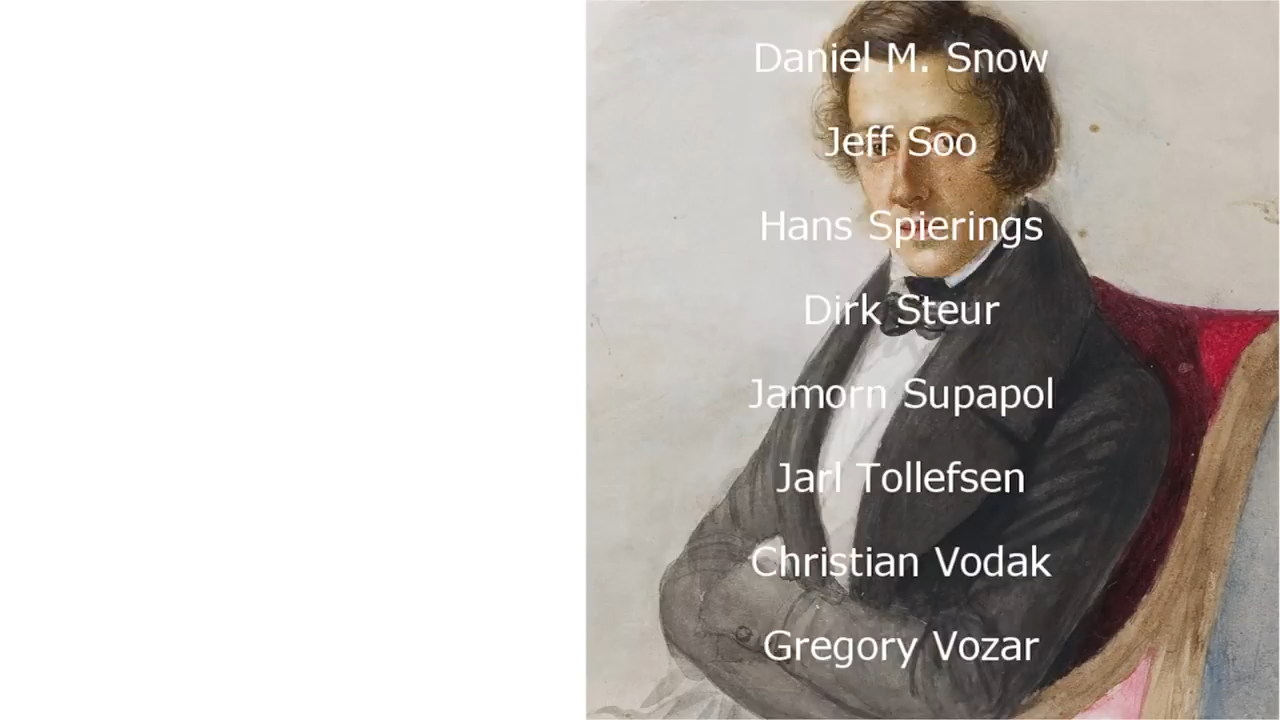 Daniel M. Snow
Jeff Soo
Hans Spierings
Dirk Steur
Jamorn Supapol
Jarl Tollefsen
Christian Vodak
Gregory Vozar